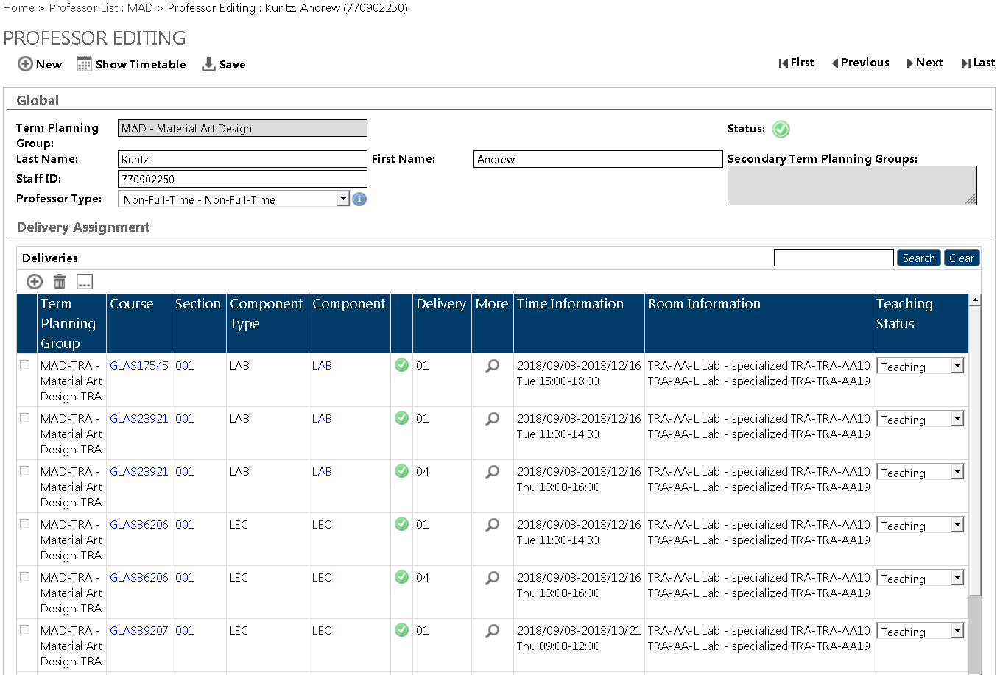 Home > Professor List : MAD > Professor Editing : Kuntz, Andrew (770902250)
PROFESSOR EDITING
New Show Timetable Save First Previous Next Last
Global
Term Planning Group: MAD - Material Art Design Status:
Last Name: Kuntz First Name: Andrew Secondary Term Planning Groups:
Staff ID: 770902250
Professor Type: Non-Full-Time - Non-Full-Time
Delivery Assignment
Deliveries Search Clear
...
Term Planning Group Course Section Component Type Component Delivery More Time Information Room Information Teaching Status
MAD-TRA - GLAS17545 001 LAB LAB 01 2018/09/03-2018/12/16 TRA-AA-L Lab - specialized:TRA-TRA-AA10 Teaching
Material Art Tue 15:00-18:00 TRA-AA-L Lab - specialized:TRA-TRA-AA19
Design-TRA
MAD-TRA - GLAS23921 001 LAB LAB 01 2018/09/03-2018/12/16 TRA-AA-L Lab - specialized:TRA-TRA-AA10 Teaching
Material Art Tue 11:30-14:30 TRA-AA-L Lab - specialized:TRA-TRA-AA19
Design-TRA
MAD-TRA - GLAS23921 001 LAB LAB 04 2018/09/03-2018/12/16 TRA-AA-L Lab - specialized:TRA-TRA-AA10 Teaching
Material Art Thu 13:00-16:00 TRA-AA-L Lab - specialized:TRA-TRA-AA19
Design-TRA
MAD-TRA - GLAS36206 001 LEC LEC 01 2018/09/03-2018/12/16 TRA-AA-L Lab - specialized:TRA-TRA-AA10 Teaching
Material Art Tue 11:30-14:30 TRA-AA-L Lab - specialized:TRA-TRA-AA19
Design-TRA
MAD-TRA - GLAS36206 001 LEC LEC 04 2018/09/03-2018/12/16 TRA-AA-L Lab - specialized:TRA-TRA-AA10 Teaching
Material Art Thu 13:00-16:00 TRA-AA-L Lab - specialized:TRA-TRA-AA19
Design-TRA
MAD-TRA - GLAS39207 001 LEC LEC 01 2018/09/03-2018/10/21 TRA-AA-L Lab - specialized:TRA-TRA-AA10 Teaching
Material Art Thu 09:00-12:00 TRA-AA-L Lab - specialized:TRA-TRA-AA19
Design-TRA